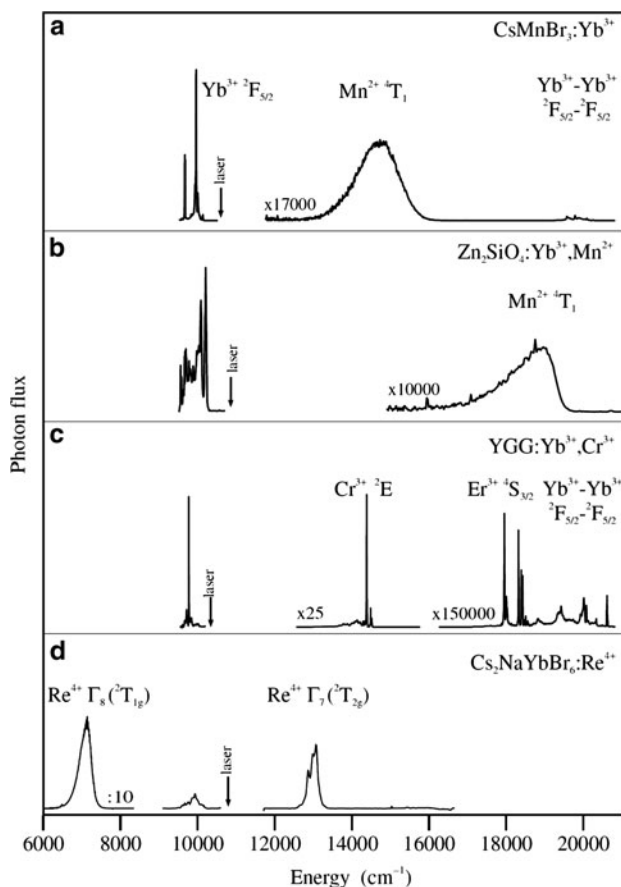 a
CsMnBr₃:Yb³⁺
Yb³⁺ ²F₅/₂
Mn²⁺ ⁴T₁
Yb³⁺-Yb³⁺
²F₅/₂-²F₅/₂
laser
x17000
b
Zn₂SiO₄:Yb³⁺,Mn²⁺
Mn²⁺ ⁴T₁
laser
x10000
c
YGG:Yb³⁺,Cr³⁺
Cr³⁺ ²E
Er³⁺ ⁴S₃/₂
Yb³⁺-Yb³⁺
²F₅/₂-²F₅/₂
laser
x25
x150000
d
Cs₂NaYbBr₆:Re⁴⁺
Re⁴⁺ Γ₈ (²T₁g)
Re⁴⁺ Γ₇ (²T₂g)
laser
:10
Photon flux
6000 8000 10000 12000 14000 16000 18000 20000
Energy (cm⁻¹)